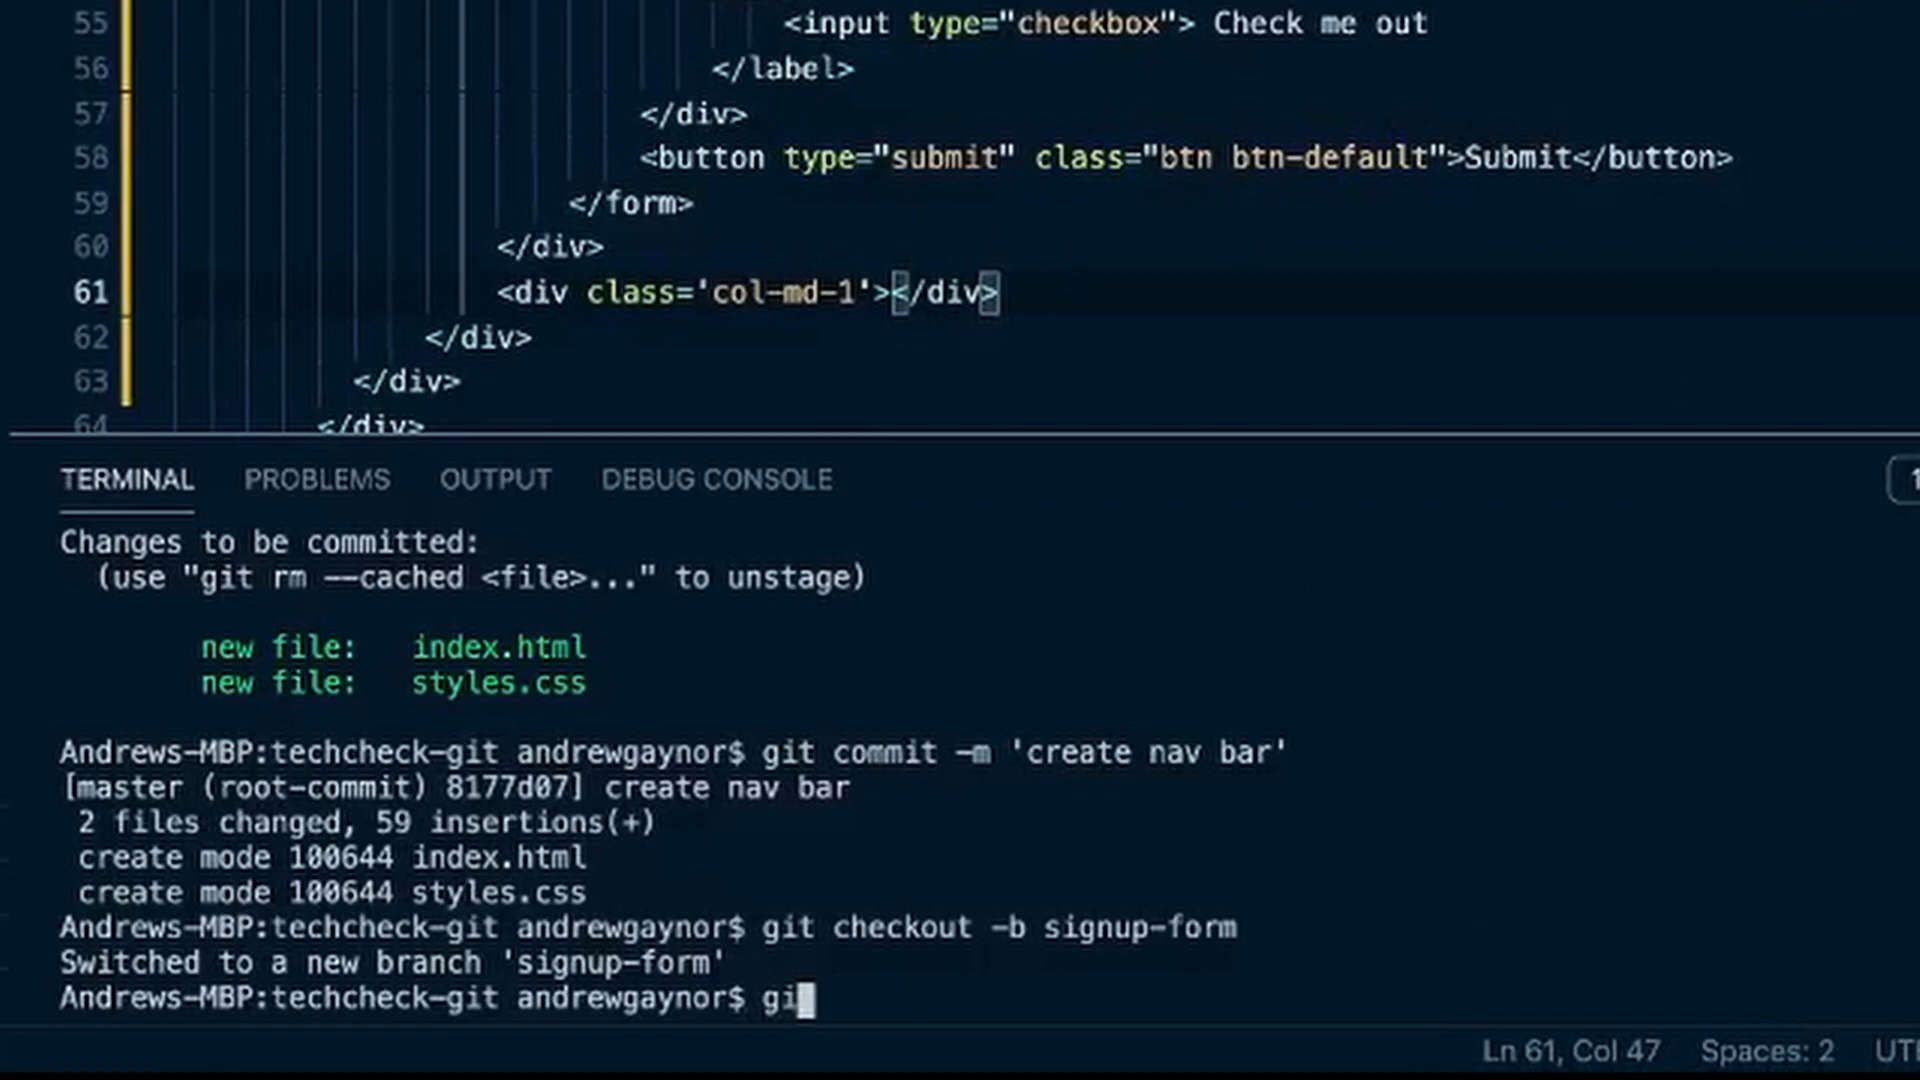 55 <input type="checkbox"> Check me out
56 </label>
57 </div>
58 <button type="submit" class="btn btn-default">Submit</button>
59 </form>
60 </div>
61 <div class='col-md-1'></div>
62 </div>
63 </div>
64 </div>
TERMINAL PROBLEMS OUTPUT DEBUG CONSOLE 1
Changes to be committed:
(use "git rm --cached <file>..." to unstage)
new file: index.html
new file: styles.css
Andrews-MBP:techcheck-git andrewgaynor$ git commit -m 'create nav bar'
[master (root-commit) 8177d07] create nav bar
2 files changed, 59 insertions(+)
create mode 100644 index.html
create mode 100644 styles.css
Andrews-MBP:techcheck-git andrewgaynor$ git checkout -b signup-form
Switched to a new branch 'signup-form'
Andrews-MBP:techcheck-git andrewgaynor$ gi
Ln 61, Col 47 Spaces: 2 UT